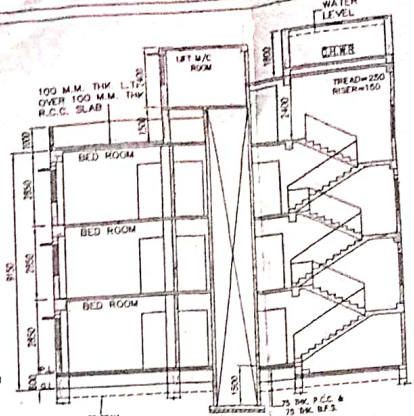 WATER
LEVEL
LIFT M/C
ROOM
O.H.W.R.
1800
100 M.M. THK. L.T.
OVER 100 M.M. THK
R.C.C. SLAB
TREAD=250
RISER=150
2400
1500
1000
BED ROOM
2850
BED ROOM
2850
9150
BED ROOM
2850
G.L.
1500
75 THK. P.C.C. &
75 THK. B.F.S.